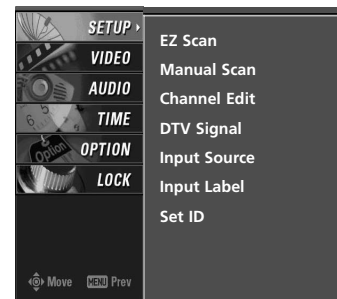 SETUP
VIDEO
AUDIO
TIME
OPTION
LOCK
Move MENU Prev
EZ Scan
Manual Scan
Channel Edit
DTV Signal
Input Source
Input Label
Set ID